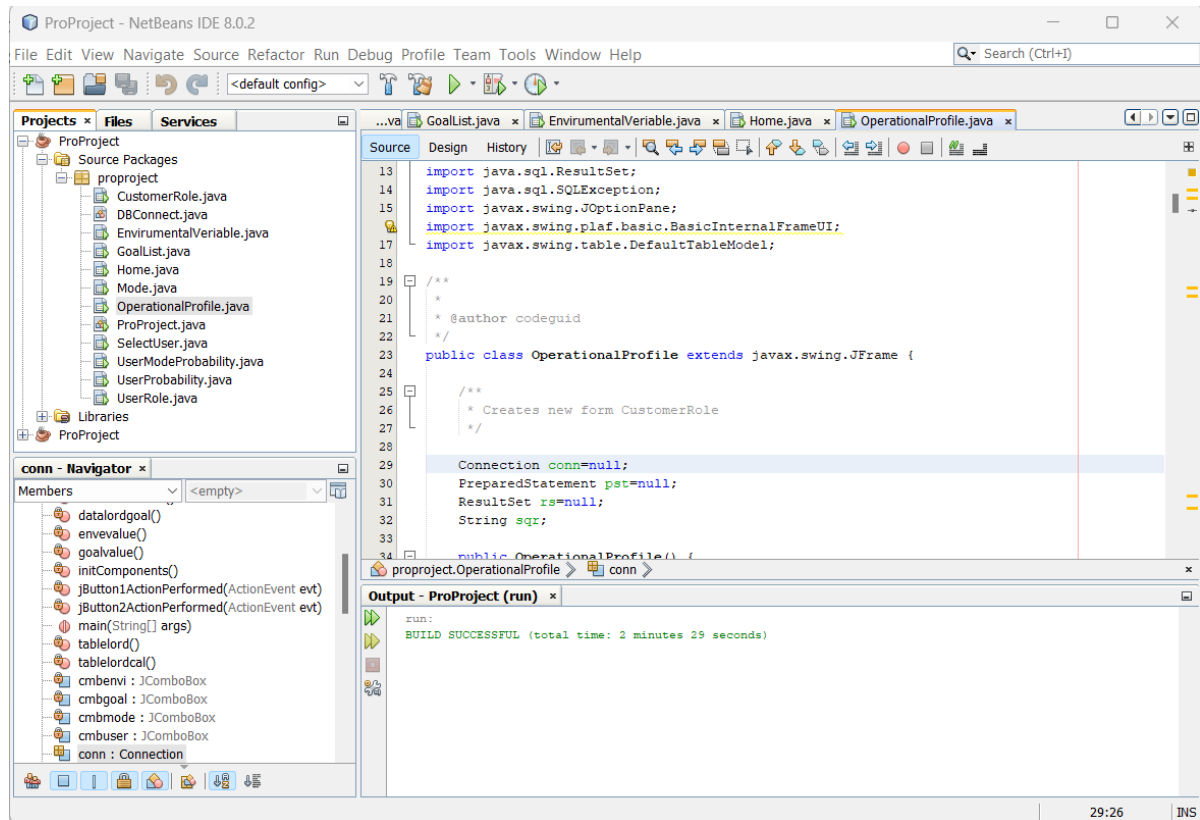 ProProject - NetBeans IDE 8.0.2
File Edit View Navigate Source Refactor Run Debug Profile Team Tools Window Help
Search (Ctrl+I)
<default config>
Projects Files Services
ProProject
Source Packages
proproject
CustomerRole.java
DBConnect.java
EnvirumentalVeriable.java
GoalList.java
Home.java
Mode.java
OperationalProfile.java
ProProject.java
SelectUser.java
UserModeProbability.java
UserProbability.java
UserRole.java
Libraries
ProProject
conn - Navigator
Members <empty>
datalordgoal()
envevalue()
goalvalue()
initComponents()
jButton1ActionPerformed(ActionEvent evt)
jButton2ActionPerformed(ActionEvent evt)
main(String[] args)
tablelord()
tablelordcal()
cmbenvi : JComboBox
cmbgoal : JComboBox
cmbmode : JComboBox
cmbuser : JComboBox
conn : Connection
...va GoalList.java EnvirumentalVeriable.java Home.java OperationalProfile.java
Source Design History
13 import java.sql.ResultSet;
14 import java.sql.SQLException;
15 import javax.swing.JOptionPane;
import javax.swing.plaf.basic.BasicInternalFrameUI;
17 import javax.swing.table.DefaultTableModel;
18
19 /**
20 *
21 * @author codeguid
22 */
23 public class OperationalProfile extends javax.swing.JFrame {
24
25 /**
26 * Creates new form CustomerRole
27 */
28
29 Connection conn=null;
30 PreparedStatement pst=null;
31 ResultSet rs=null;
32 String sqr;
33
34 public OperationalProfile() {
proproject.OperationalProfile conn
Output - ProProject (run)
run:
BUILD SUCCESSFUL (total time: 2 minutes 29 seconds)
29:26 INS